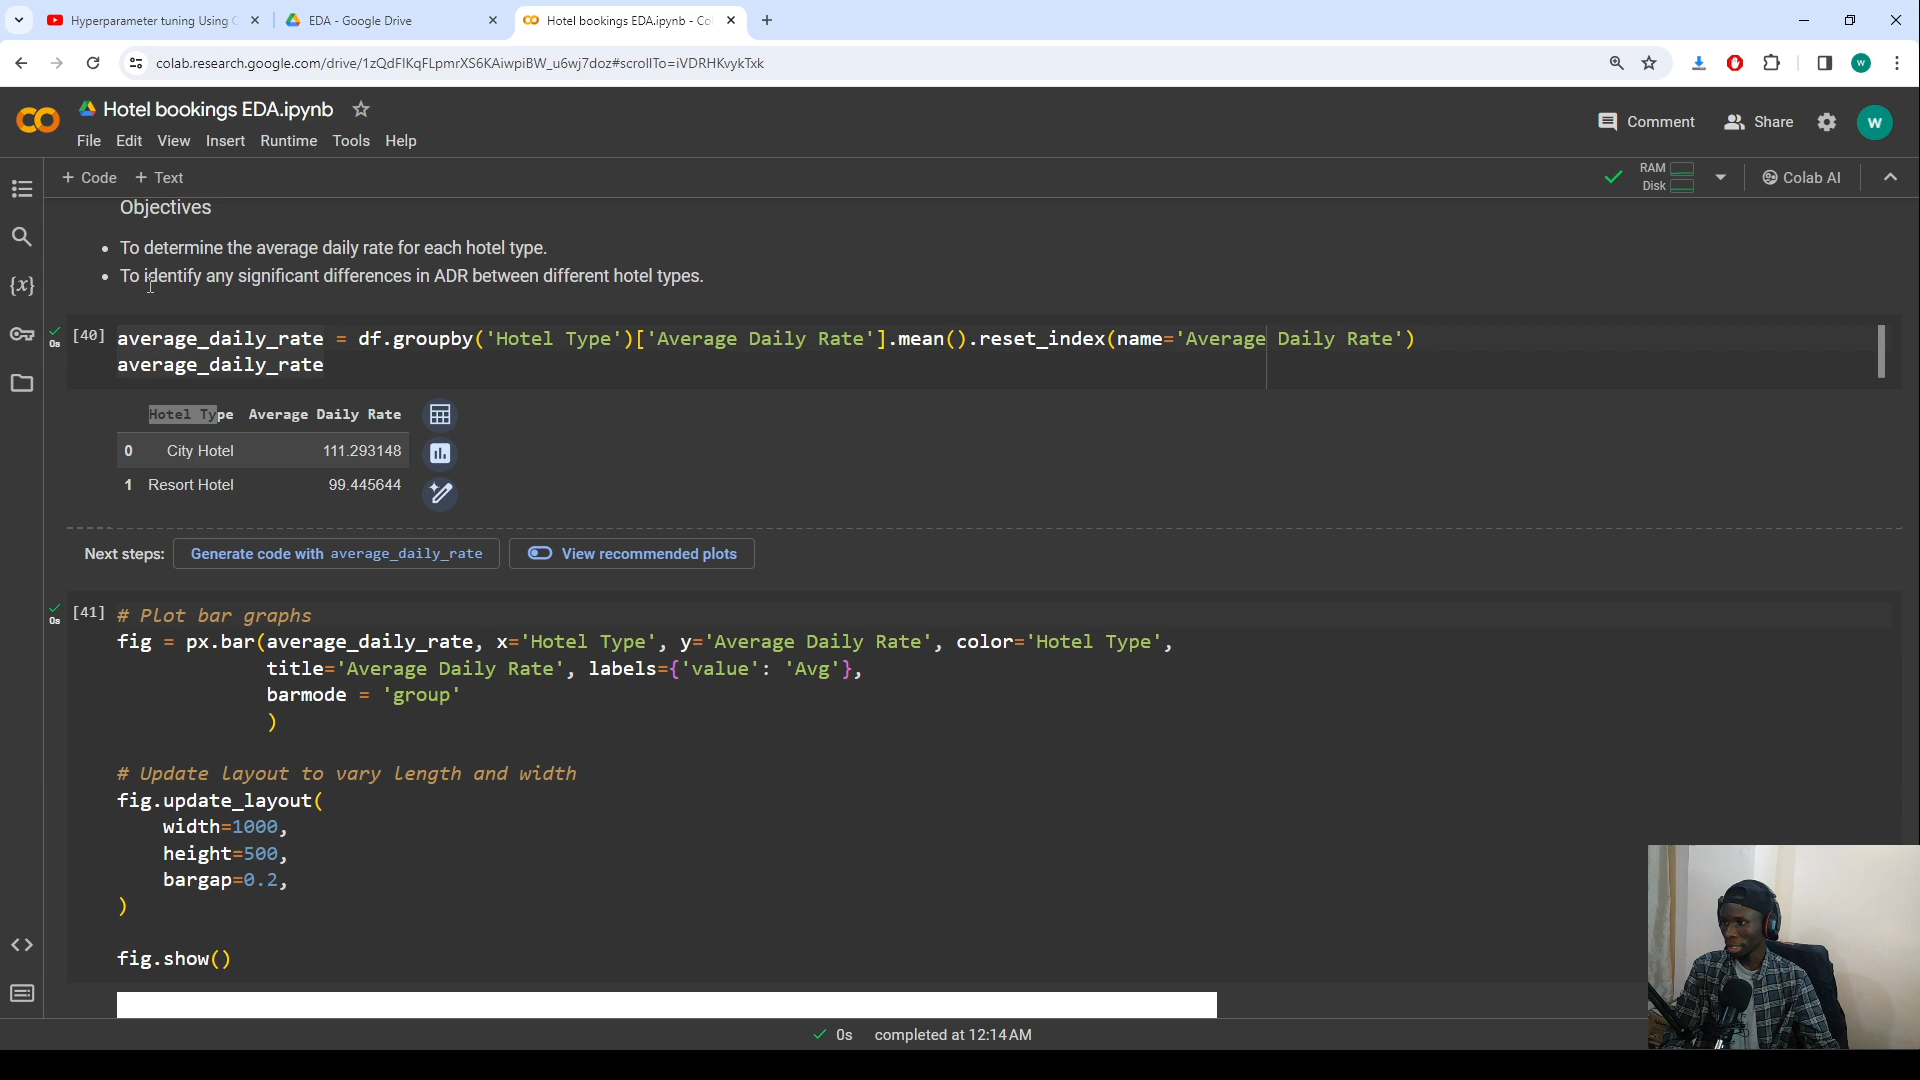 Hyperparameter tuning Using
EDA - Google Drive
Hotel bookings EDA.ipynb - Co
colab.research.google.com/drive/1zQdFIKqFLpmrXS6KAiwpiBW_u6wj7doz#scrollTo=iVDRHKvykTxk
W
Hotel bookings EDA.ipynb
Comment
Share
W
File Edit View Insert Runtime Tools Help
+ Code + Text
RAM
Disk
Colab AI
Objectives
• To determine the average daily rate for each hotel type.
• To identify any significant differences in ADR between different hotel types.
{x}
0s
[40] average_daily_rate = df.groupby('Hotel Type')['Average Daily Rate'].mean().reset_index(name='Average Daily Rate')
average_daily_rate
Hotel Type Average Daily Rate
0 City Hotel 111.293148
1 Resort Hotel 99.445644
Next steps: Generate code with average_daily_rate View recommended plots
0s
[41] # Plot bar graphs
fig = px.bar(average_daily_rate, x='Hotel Type', y='Average Daily Rate', color='Hotel Type',
title='Average Daily Rate', labels={'value': 'Avg'},
barmode = 'group'
)
# Update layout to vary length and width
fig.update_layout(
width=1000,
height=500,
bargap=0.2,
)
fig.show()
0s completed at 12:14 AM